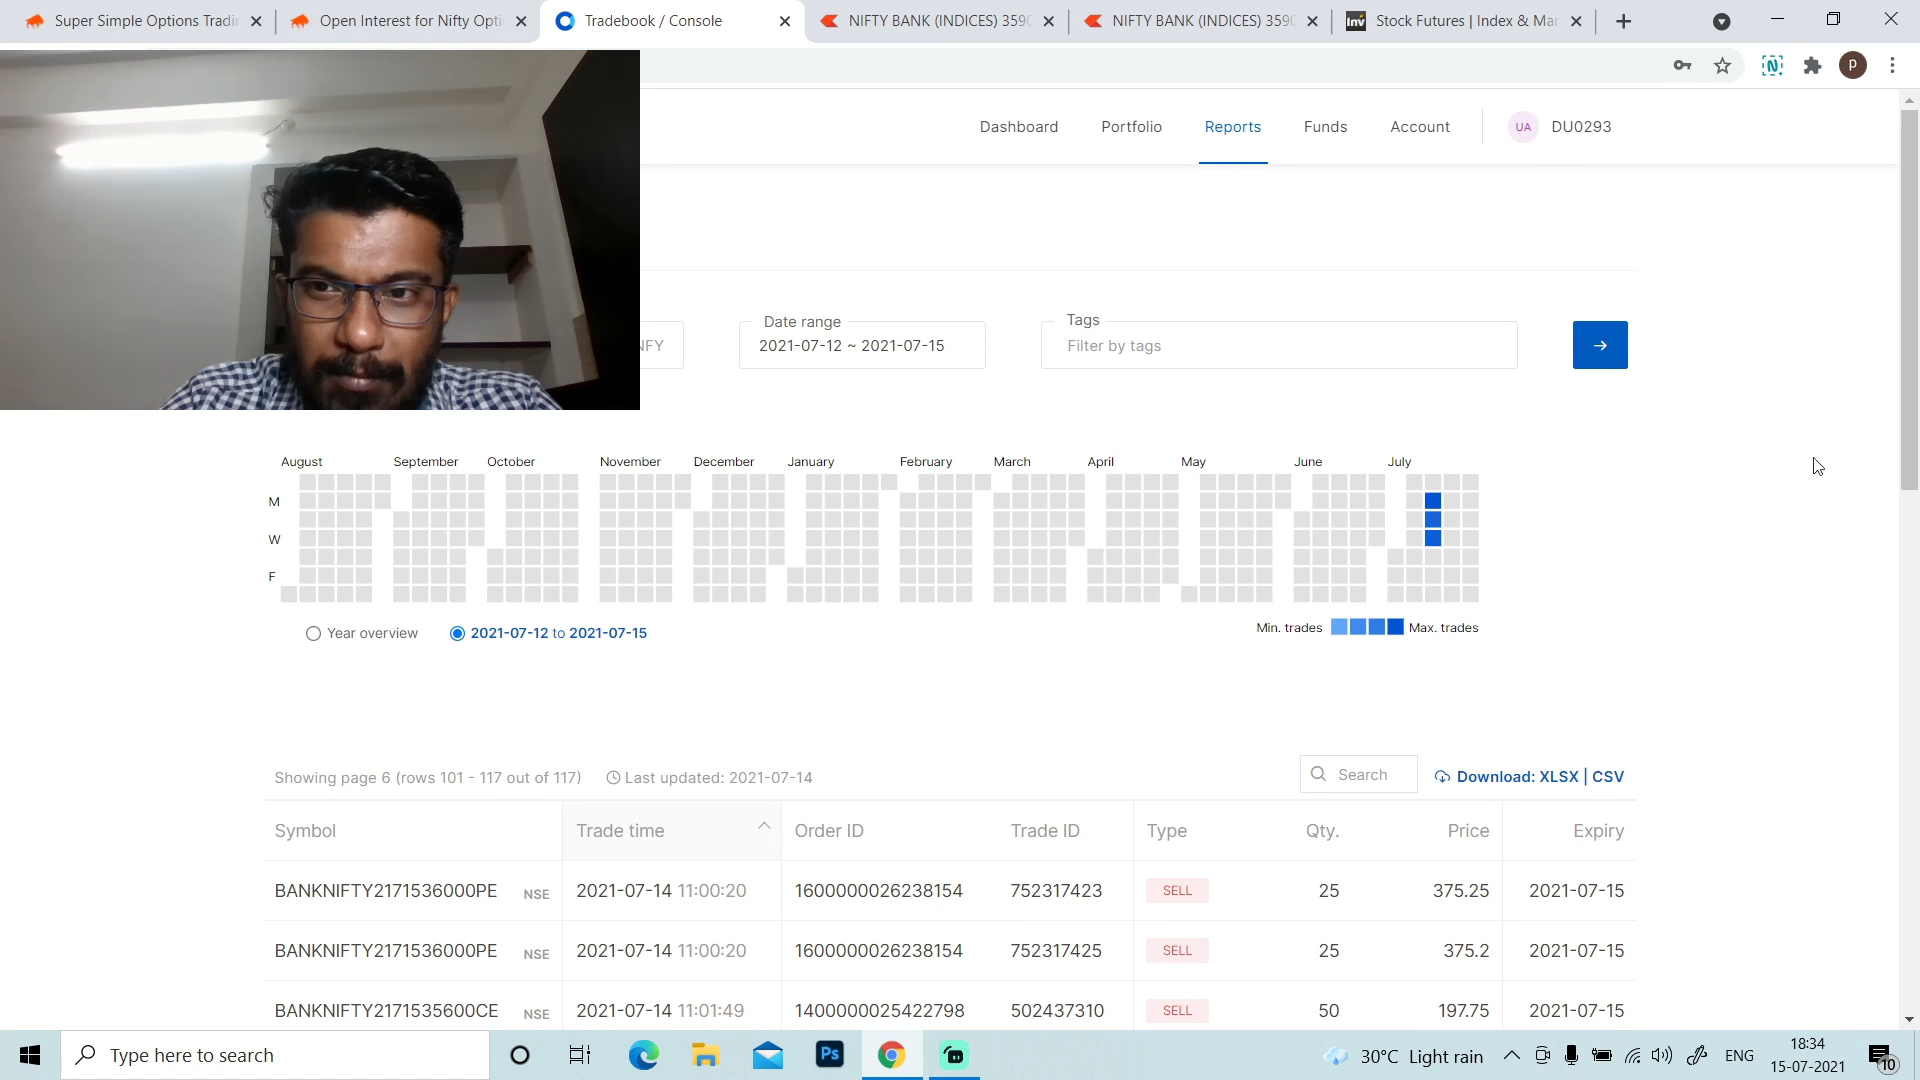 Super Simple Options Tradi
Open Interest for Nifty Opti
Tradebook / Console
NIFTY BANK (INDICES) 3590
NIFTY BANK (INDICES) 3590
Inv Stock Futures | Index & Mar
P
Dashboard Portfolio Reports Funds Account UA DU0293
Date range
Tags
NFY
2021-07-12 ~ 2021-07-15
Filter by tags
August September October November December January February March April May June July
M
W
F
Year overview 2021-07-12 to 2021-07-15
Min. trades Max. trades
Showing page 6 (rows 101 - 117 out of 117) Last updated: 2021-07-14
Search
Download: XLSX | CSV
Symbol Trade time Order ID Trade ID Type Qty. Price Expiry
BANKNIFTY2171536000PE NSE 2021-07-14 11:00:20 1600000026238154 752317423 SELL 25 375.25 2021-07-15
BANKNIFTY2171536000PE NSE 2021-07-14 11:00:20 1600000026238154 752317425 SELL 25 375.2 2021-07-15
BANKNIFTY2171535600CE NSE 2021-07-14 11:01:49 1400000025422798 502437310 SELL 50 197.75 2021-07-15
Type here to search
Ps
30°C Light rain
ENG
18:34
15-07-2021
10